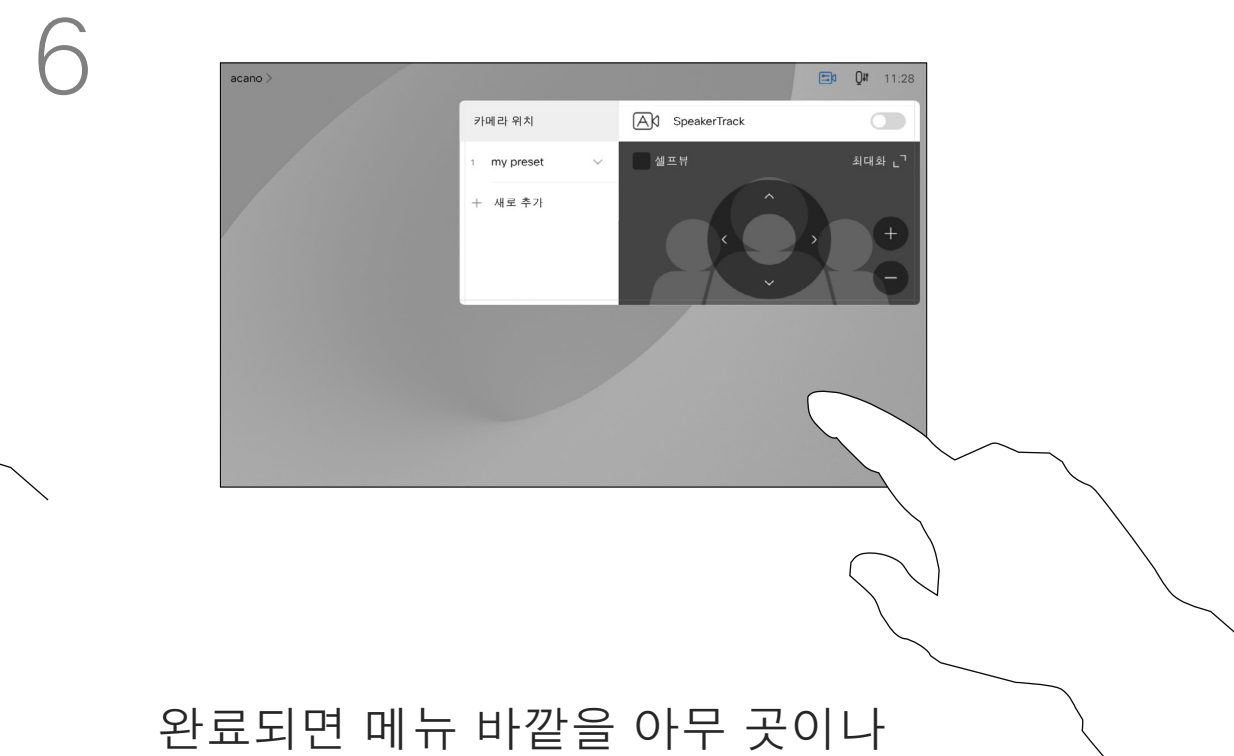 6
acano >
11:28
카메라 위치
SpeakerTrack
1 my preset
셀프뷰
최대화
+ 새로 추가
완료되면 메뉴 바깥을 아무 곳이나